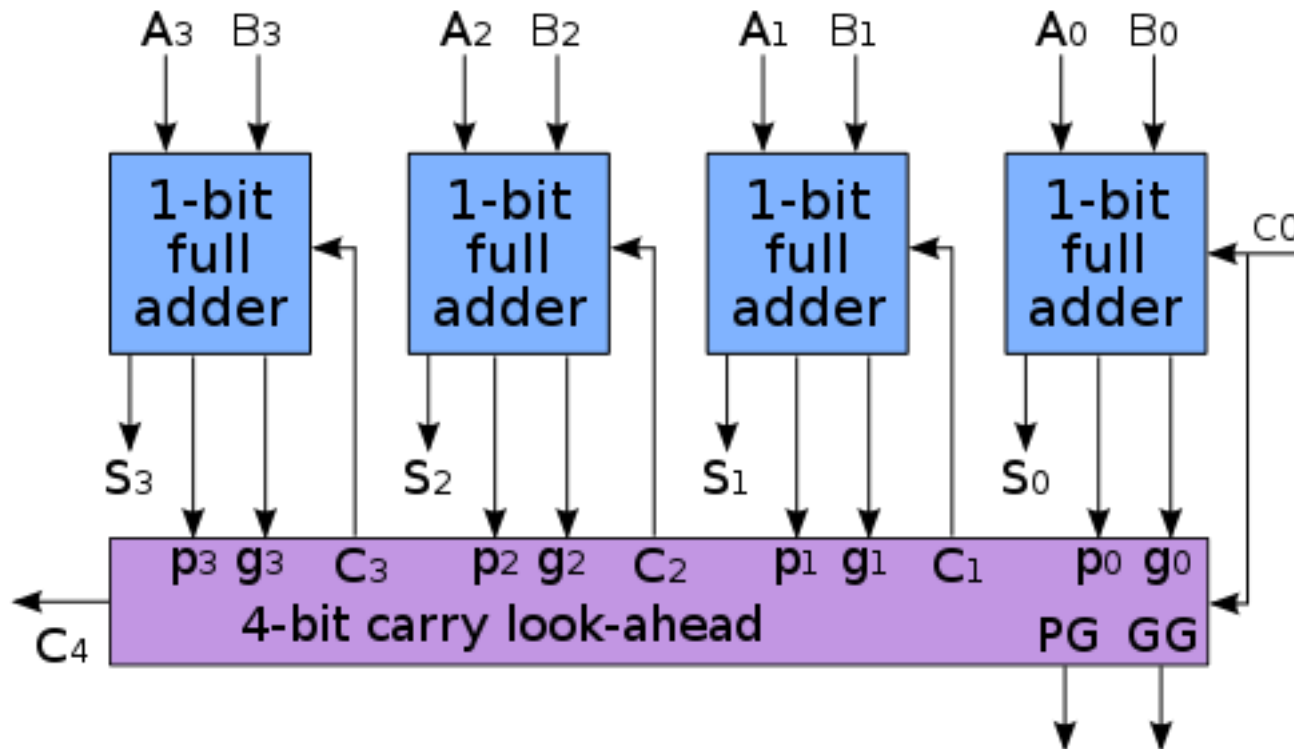 A3 B3 A2 B2 A1 B1 A0 B0
1-bit full adder
1-bit full adder
1-bit full adder
1-bit full adder
C0
S3 S2 S1 S0
p3 g3 C3 p2 g2 C2 p1 g1 C1 p0 g0
4-bit carry look-ahead
PG GG
C4